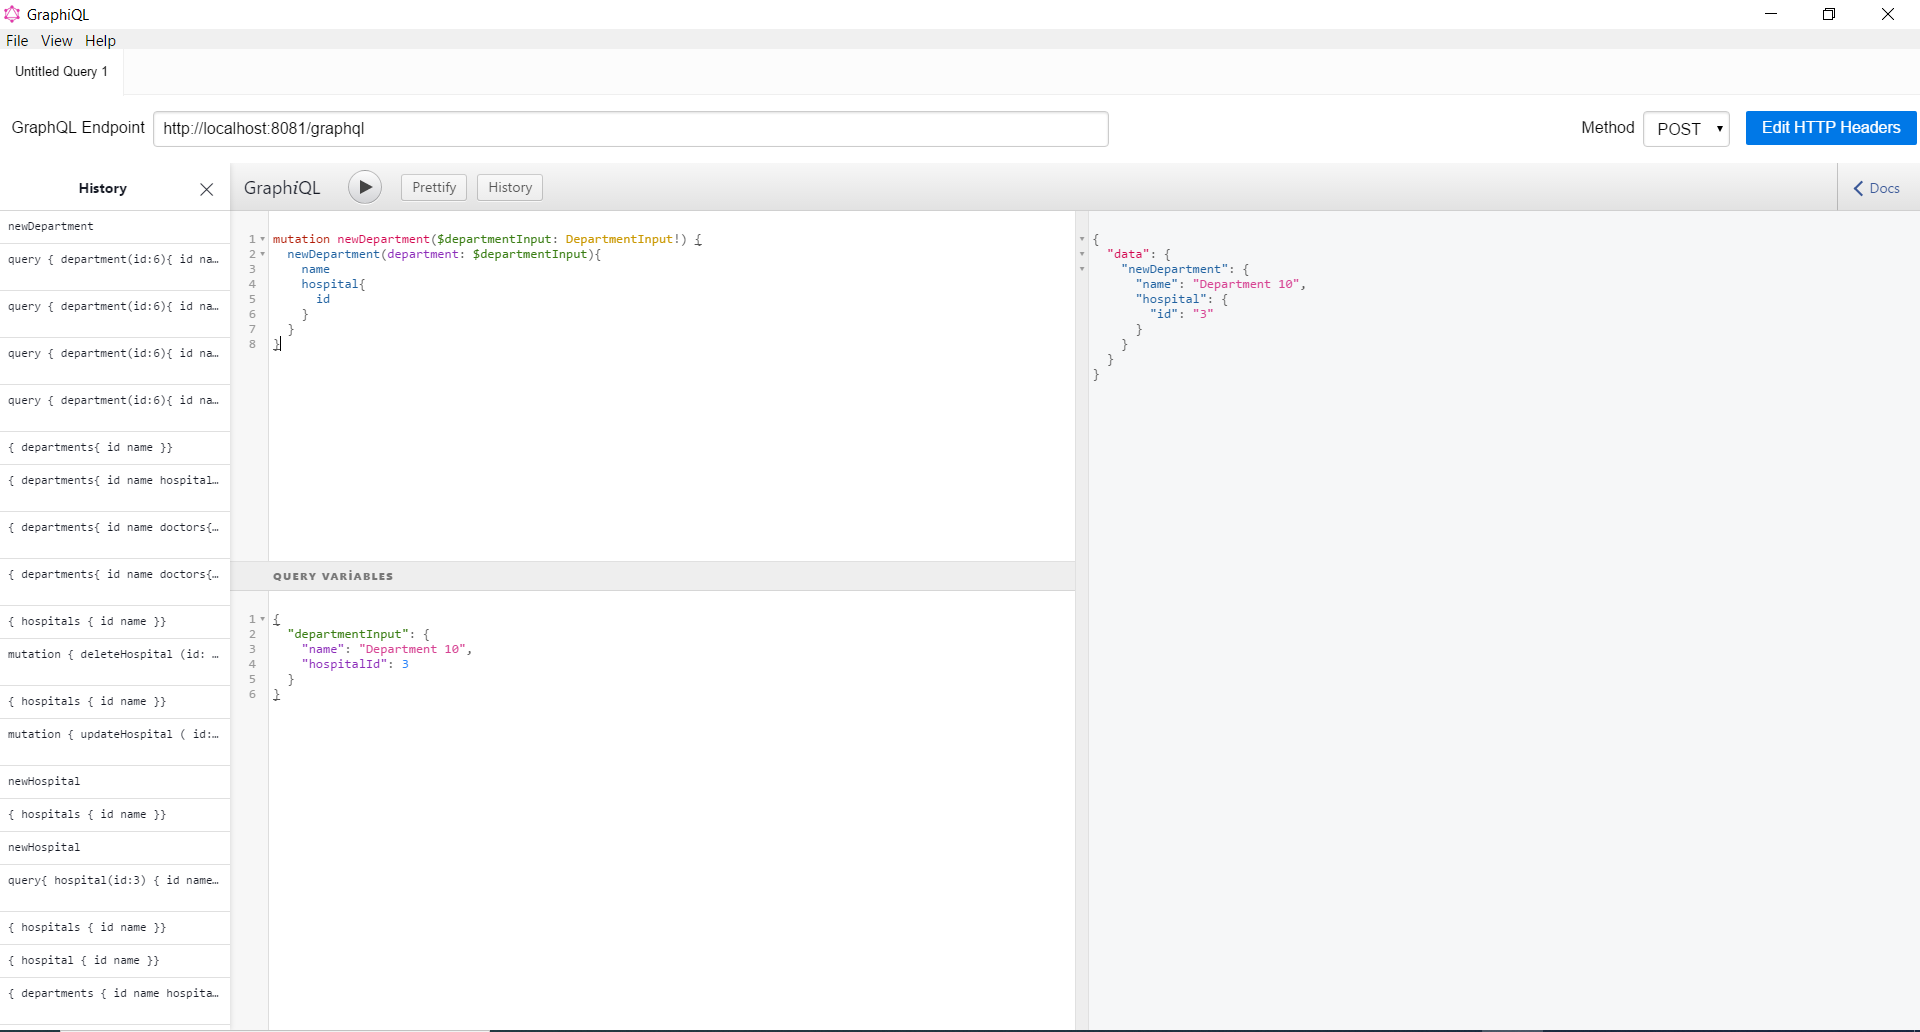 GraphiQL
File View Help
Untitled Query 1
GraphQL Endpoint http://localhost:8081/graphql Method POST Edit HTTP Headers
History
newDepartment
query { department(id:6){ id na…
query { department(id:6){ id na…
query { department(id:6){ id na…
query { department(id:6){ id na…
{ departments{ id name }}
{ departments{ id name hospital…
{ departments{ id name doctors{…
{ departments{ id name doctors{…
{ hospitals { id name }}
mutation { deleteHospital (id: …
{ hospitals { id name }}
mutation { updateHospital ( id:…
newHospital
{ hospitals { id name }}
newHospital
query{ hospital(id:3) { id name…
{ hospitals { id name }}
{ hospital { id name }}
{ departments { id name hospita…
GraphiQL Prettify History Docs
1 mutation newDepartment($departmentInput: DepartmentInput!) {
2 newDepartment(department: $departmentInput){
3 name
4 hospital{
5 id
6 }
7 }
8 }
QUERY VARİABLES
1 {
2 "departmentInput": {
3 "name": "Department 10",
4 "hospitalId": 3
5 }
6 }
{
"data": {
"newDepartment": {
"name": "Department 10",
"hospital": {
"id": "3"
}
}
}
}